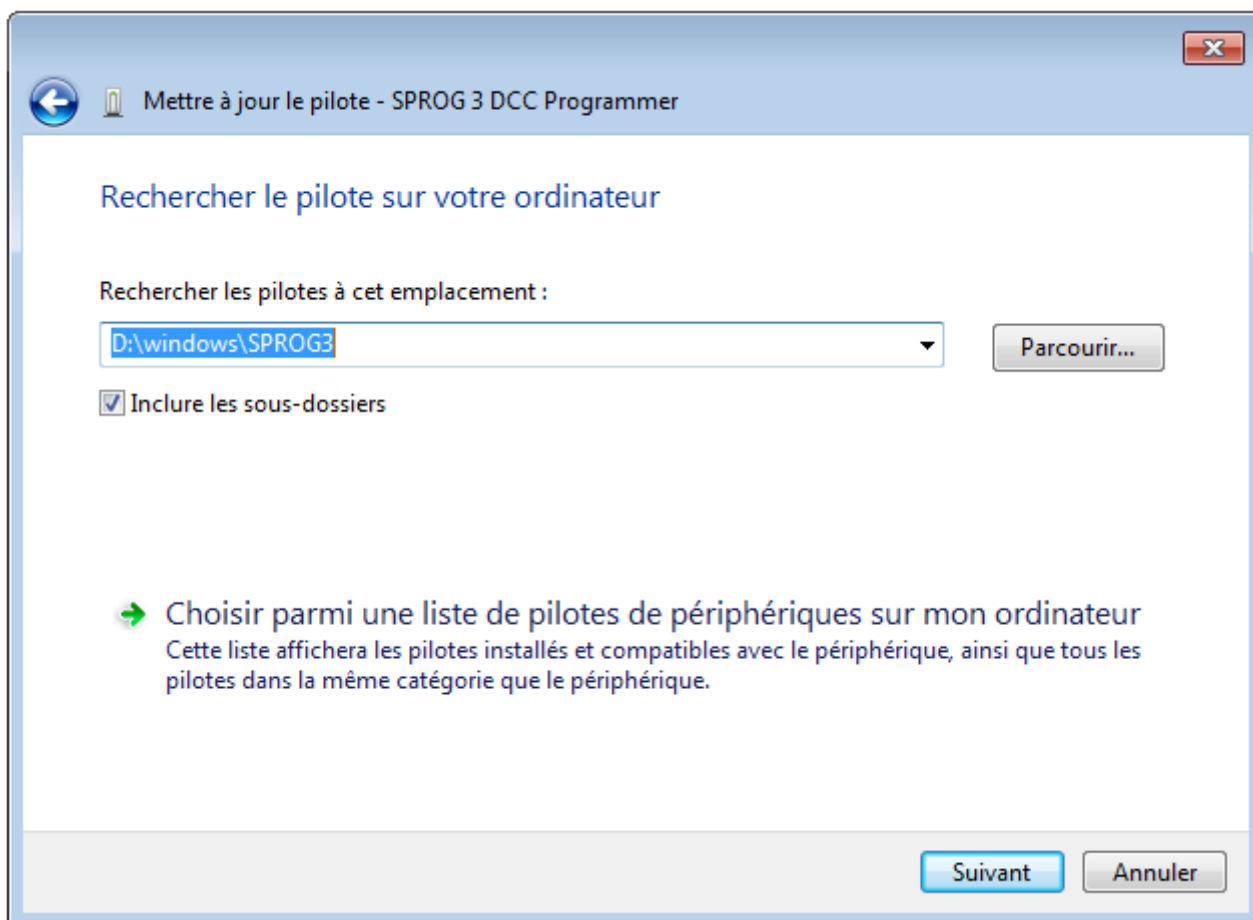 Mettre à jour le pilote - SPROG 3 DCC Programmer
Rechercher le pilote sur votre ordinateur
Rechercher les pilotes à cet emplacement :
D:\windows\SPROG3
Parcourir...
Inclure les sous-dossiers
Choisir parmi une liste de pilotes de périphériques sur mon ordinateur
Cette liste affichera les pilotes installés et compatibles avec le périphérique, ainsi que tous les
pilotes dans la même catégorie que le périphérique.
Suivant
Annuler